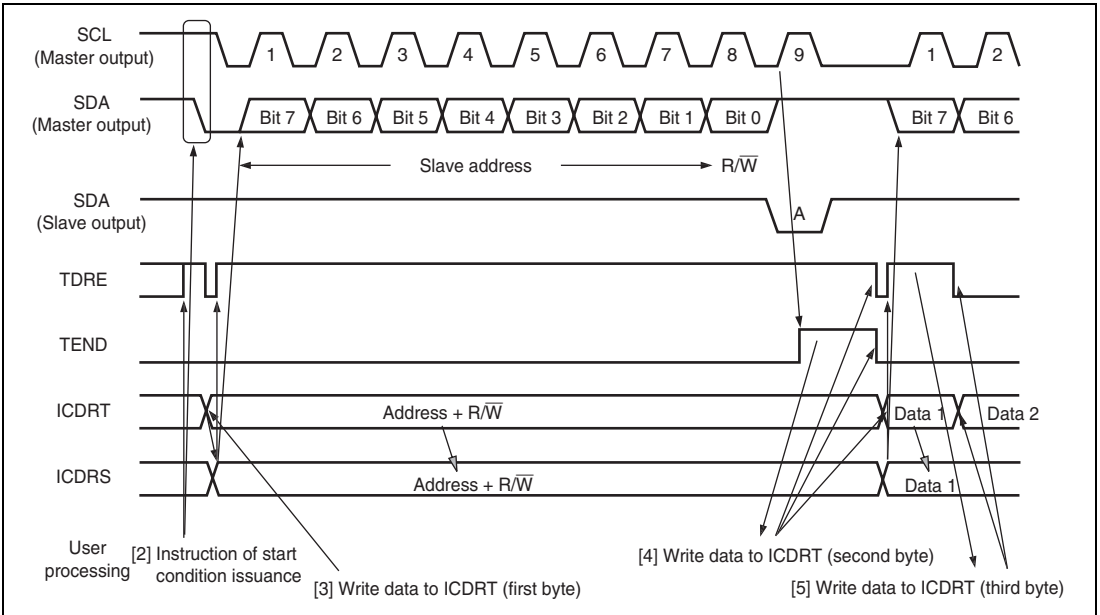 SCL
(Master output)
1 2 3 4 5 6 7 8 9 1 2
SDA
(Master output)
Bit 7 Bit 6 Bit 5 Bit 4 Bit 3 Bit 2 Bit 1 Bit 0 Bit 7 Bit 6
Slave address R/W̅
SDA
(Slave output)
A
TDRE
TEND
ICDRT
Address + R/W̅ Data 1 Data 2
ICDRS
Address + R/W̅ Data 1
User
processing
[2] Instruction of start
condition issuance
[3] Write data to ICDRT (first byte)
[4] Write data to ICDRT (second byte)
[5] Write data to ICDRT (third byte)